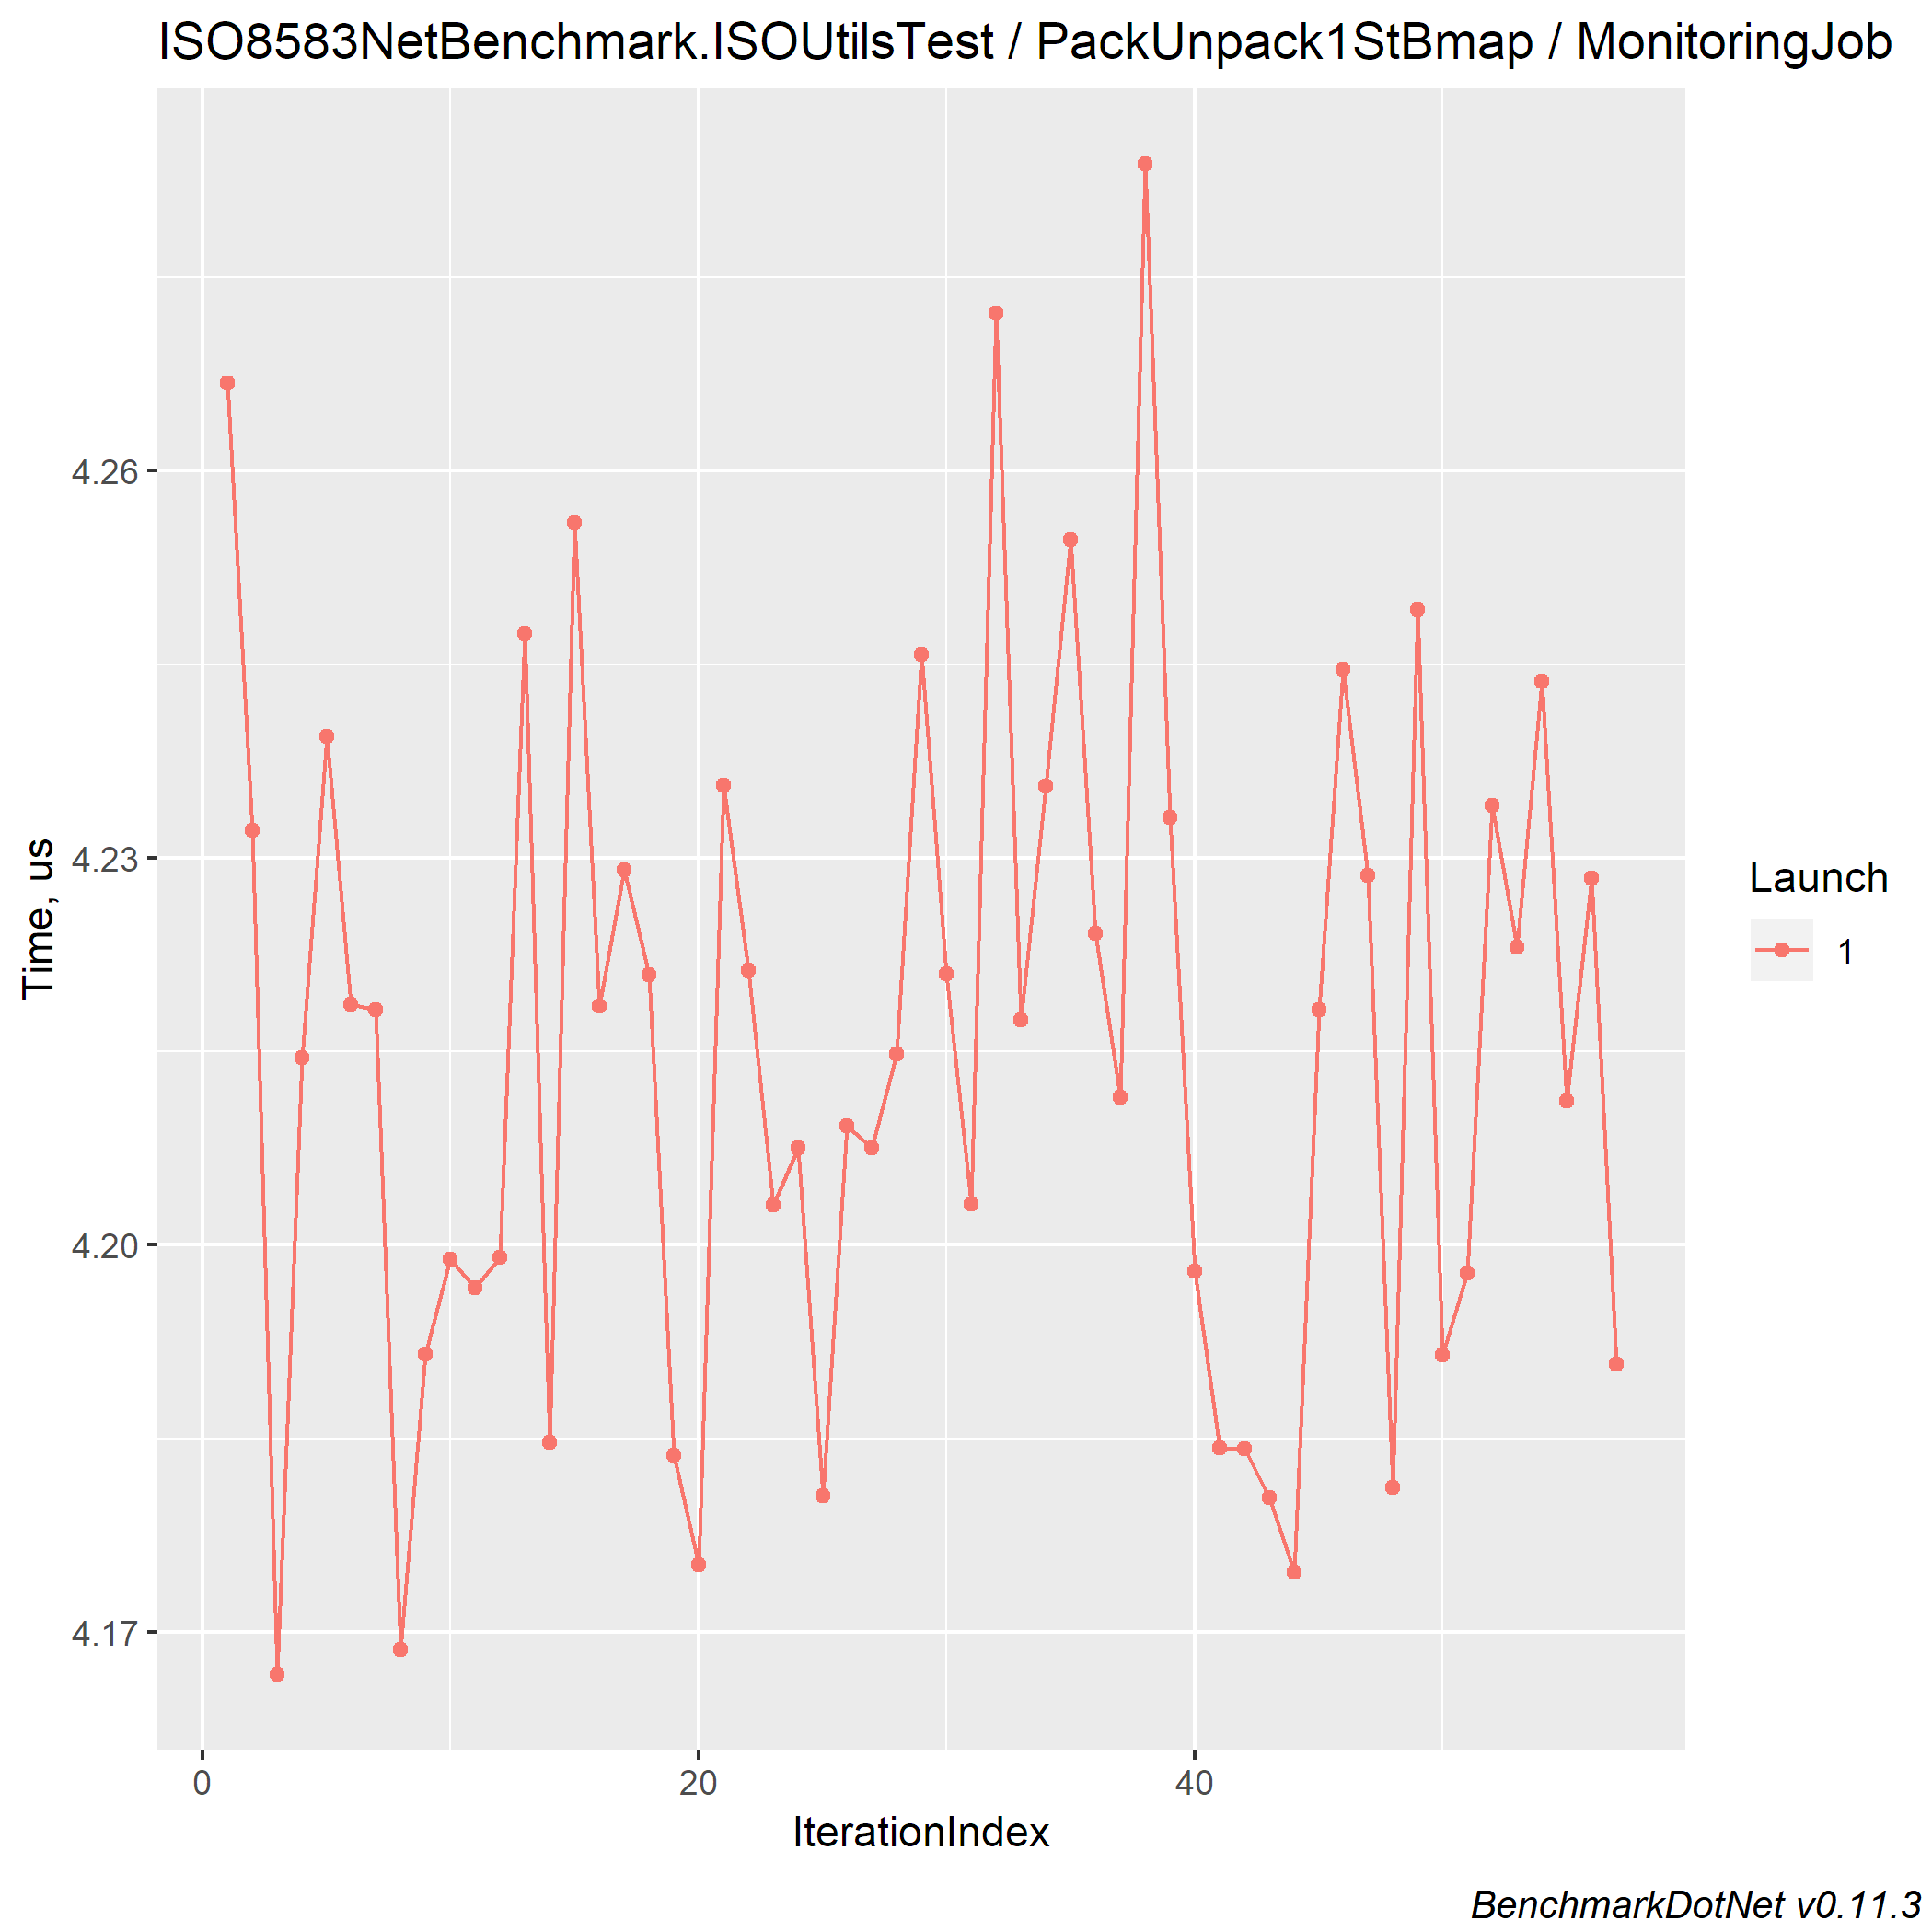 ISO8583NetBenchmark.ISOUtilsTest / PackUnpack1StBmap / MonitoringJob
Time, us
4.26
4.23
4.20
4.17
0
20
40
IterationIndex
Launch
1
BenchmarkDotNet v0.11.3